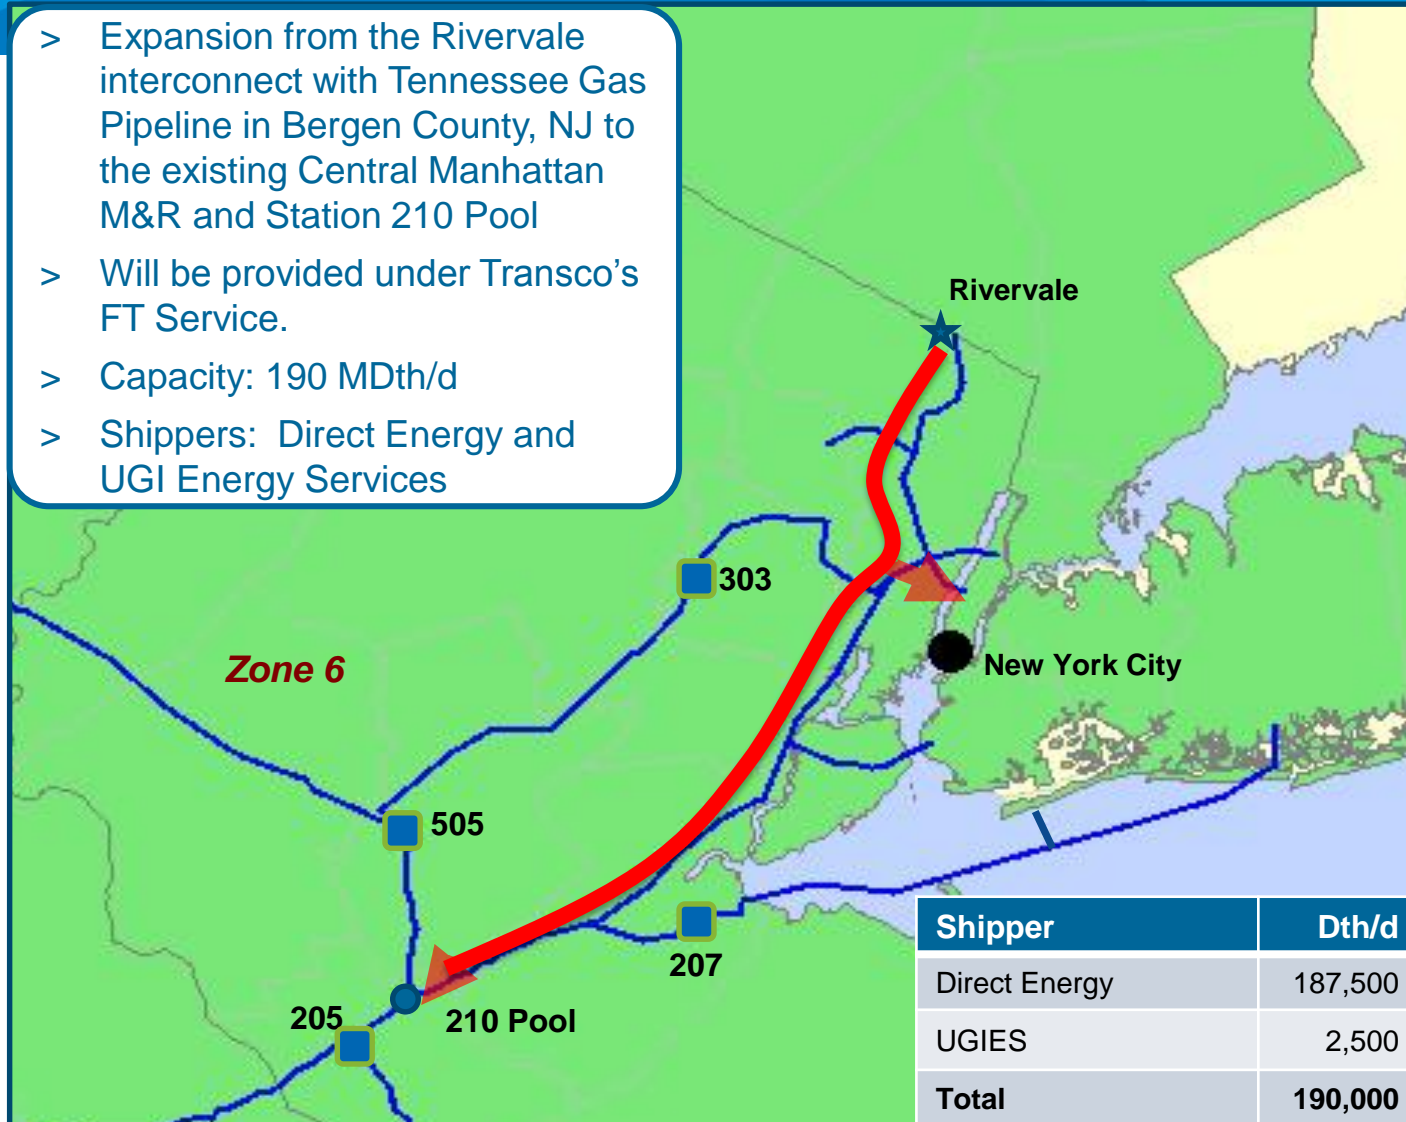 > Expansion from the Rivervale
interconnect with Tennessee Gas
Pipeline in Bergen County, NJ to
the existing Central Manhattan
M&R and Station 210 Pool
> Will be provided under Transco’s
FT Service.
> Capacity: 190 MDth/d
> Shippers:  Direct Energy and
UGI Energy Services
Rivervale
303
Zone 6
New York City
505
207
205
210 Pool
Shipper Dth/d
Direct Energy 187,500
UGIES 2,500
Total 190,000